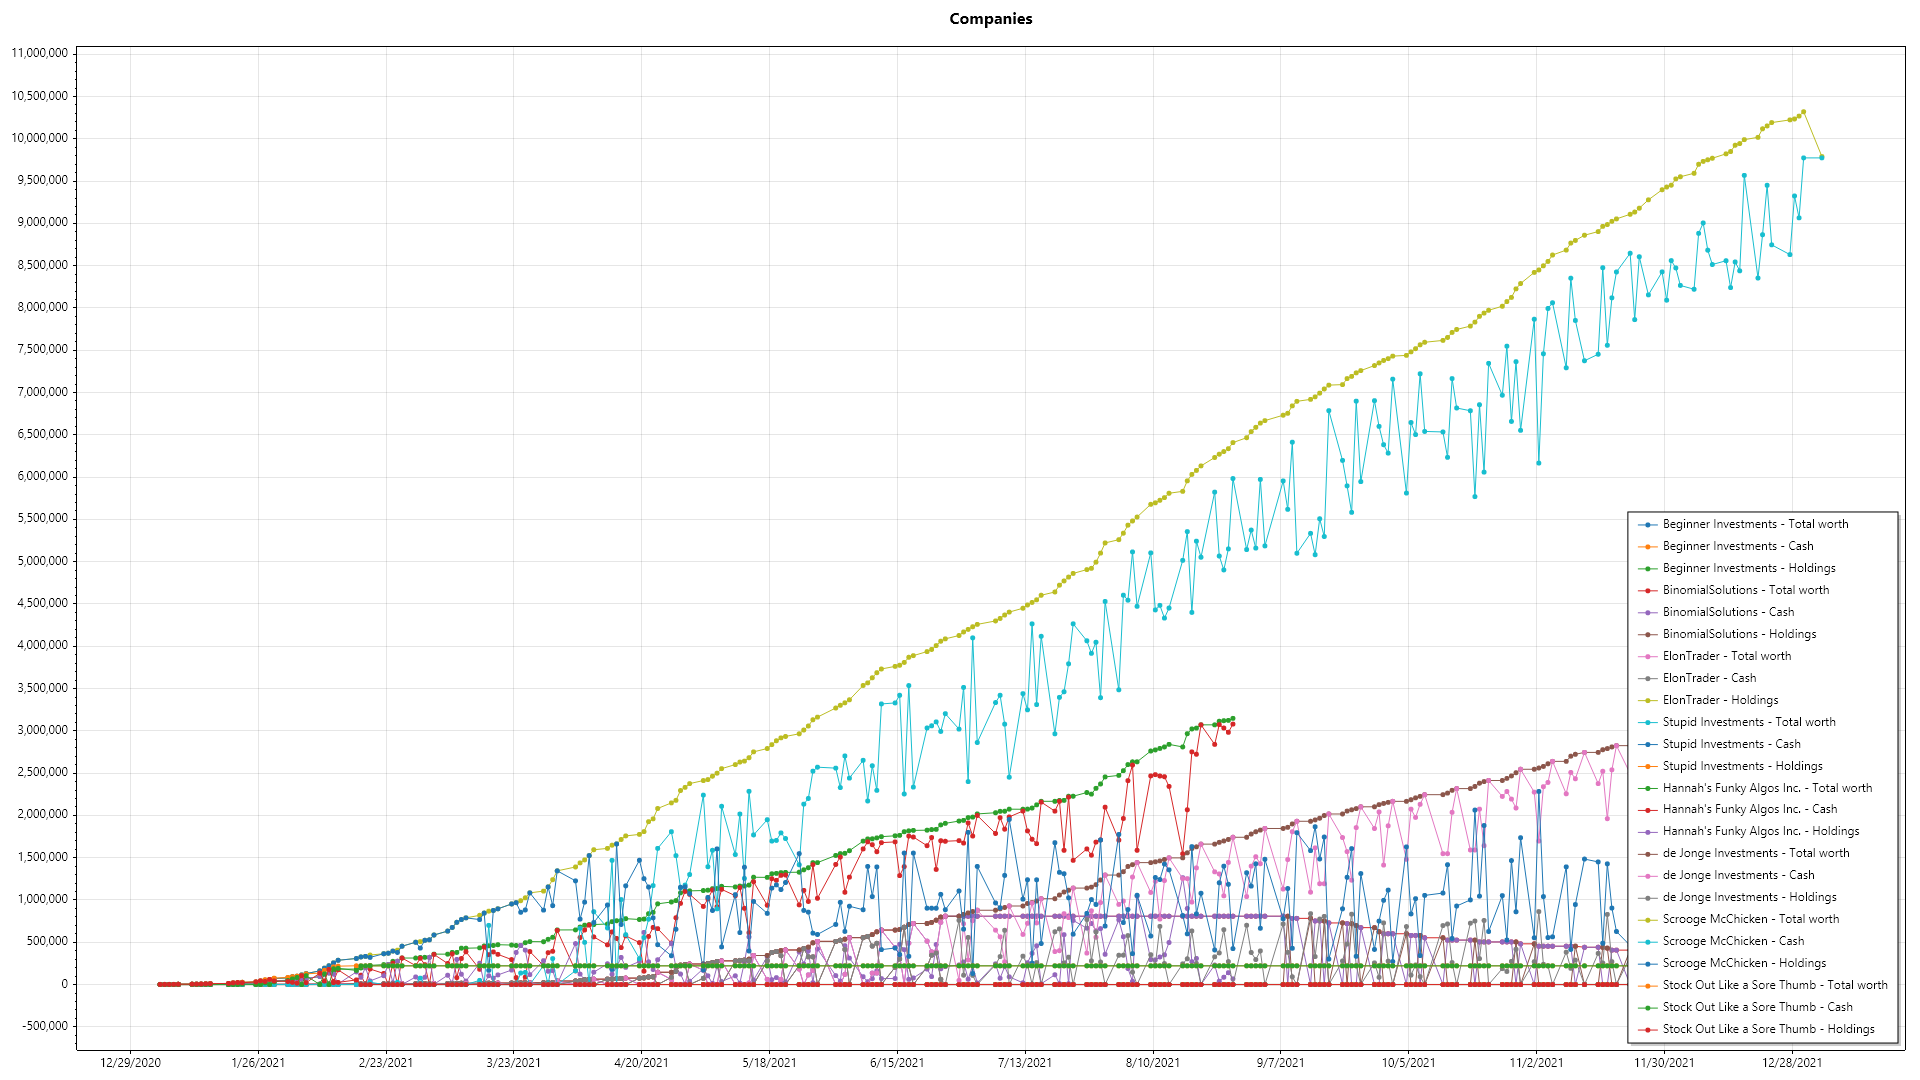 Companies
11,000,000
10,500,000
10,000,000
9,500,000
9,000,000
8,500,000
8,000,000
7,500,000
7,000,000
6,500,000
6,000,000
5,500,000
5,000,000
4,500,000
4,000,000
3,500,000
3,000,000
2,500,000
2,000,000
1,500,000
1,000,000
500,000
0
-500,000
12/29/2020 1/26/2021 2/23/2021 3/23/2021 4/20/2021 5/18/2021 6/15/2021 7/13/2021 8/10/2021 9/7/2021 10/5/2021 11/2/2021 11/30/2021 12/28/2021
Beginner Investments - Total worth
Beginner Investments - Cash
Beginner Investments - Holdings
BinomialSolutions - Total worth
BinomialSolutions - Cash
BinomialSolutions - Holdings
ElonTrader - Total worth
ElonTrader - Cash
ElonTrader - Holdings
Stupid Investments - Total worth
Stupid Investments - Cash
Stupid Investments - Holdings
Hannah's Funky Algos Inc. - Total worth
Hannah's Funky Algos Inc. - Cash
Hannah's Funky Algos Inc. - Holdings
de Jonge Investments - Total worth
de Jonge Investments - Cash
de Jonge Investments - Holdings
Scrooge McChicken - Total worth
Scrooge McChicken - Cash
Scrooge McChicken - Holdings
Stock Out Like a Sore Thumb - Total worth
Stock Out Like a Sore Thumb - Cash
Stock Out Like a Sore Thumb - Holdings